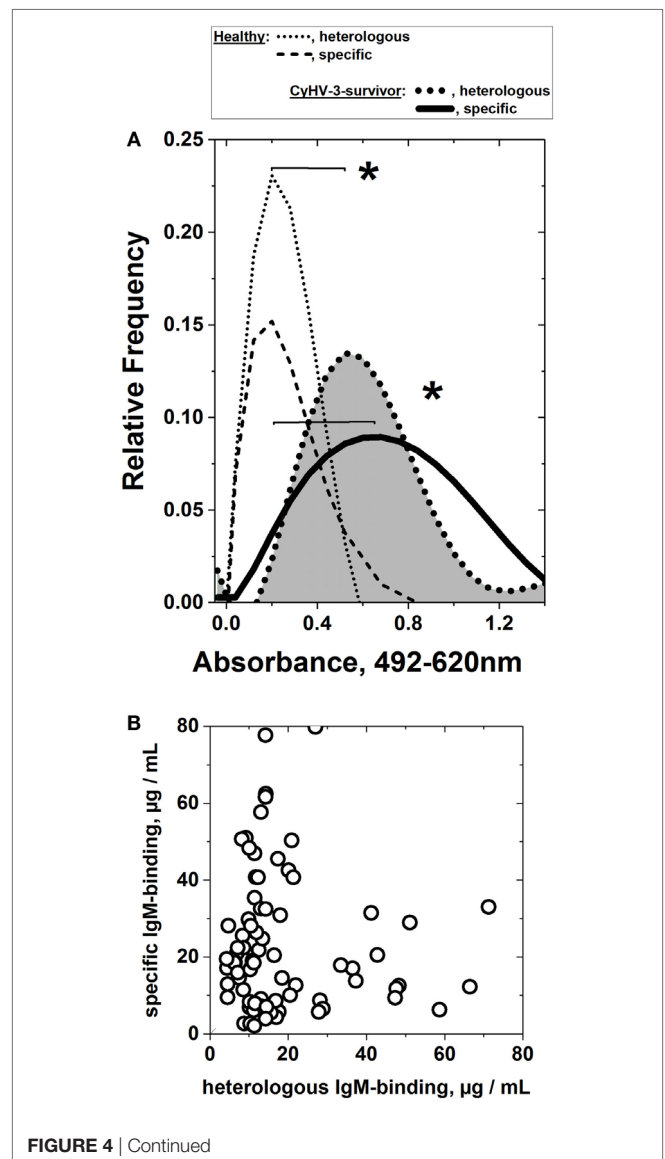 Healthy: ········, heterologous
- - - -, specific
CyHV-3-survivor: • • • •, heterologous
, specific
A
0.25
*
0.20
0.15
*
0.10
0.05
0.00
Relative Frequency
0.0 0.4 0.8 1.2
Absorbance, 492-620nm
B
80
60
40
20
0
specific IgM-binding, µg / mL
0 20 40 60 80
heterologous IgM-binding, µg / mL
FIGURE 4 | Continued